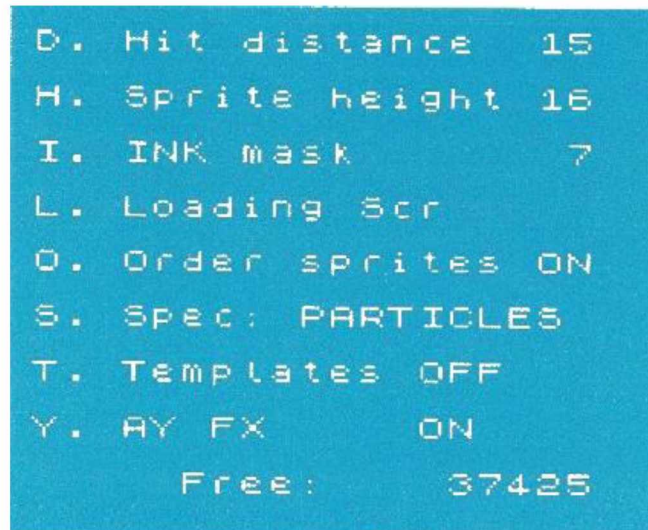 D. Hit distance 15
H. Sprite height 16
I. INK mask 7
L. Loading Scr
O. Order sprites ON
S. Spec: PARTICLES
T. Templates OFF
Y. AY FX ON
Free: 37425